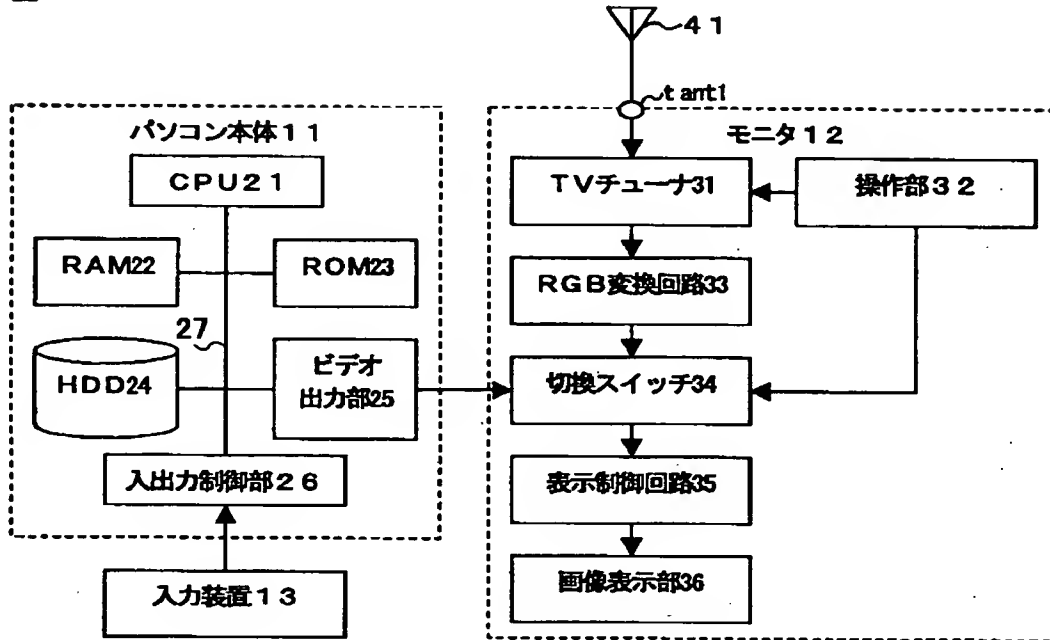 41
tant1
パソコン本体11
CPU21
RAM22
ROM23
27
HDD24
ビデオ
出力部25
入出力制御部26
入力装置13
モニタ12
TVチューナ31
操作部32
RGB変換回路33
切換スイッチ34
表示制御回路35
画像表示部36